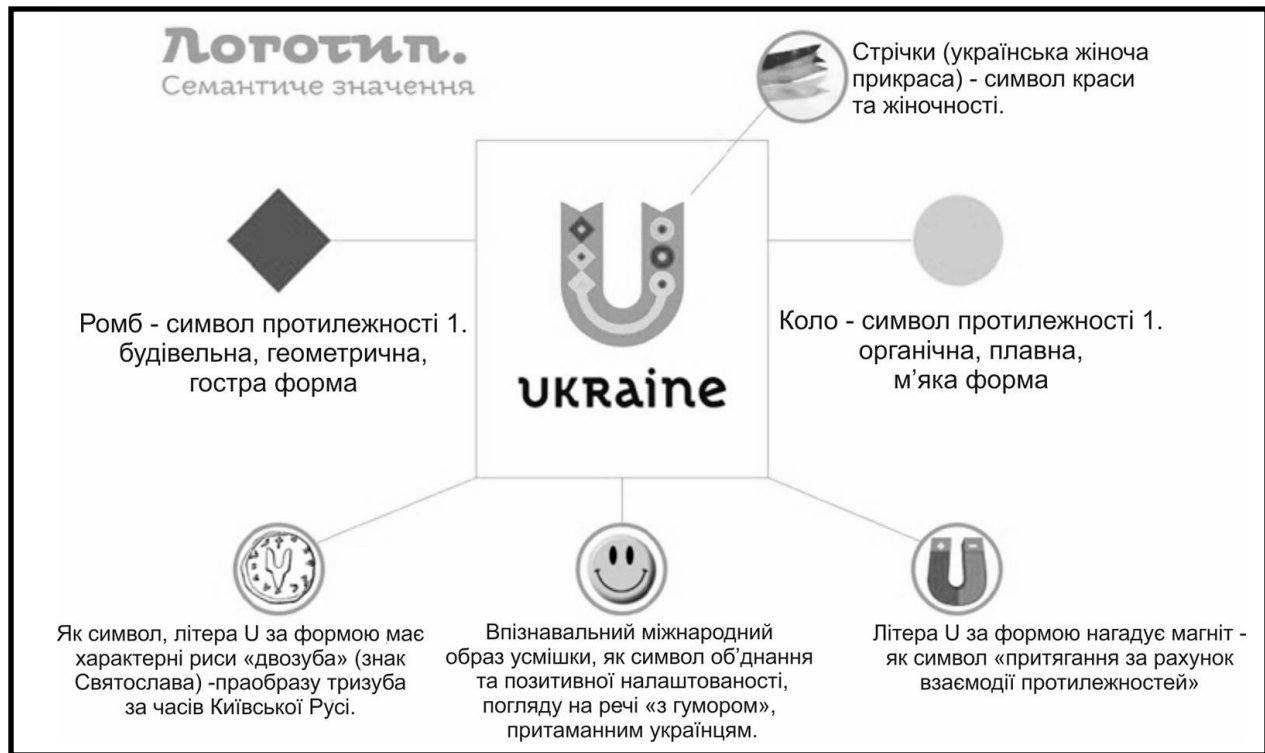 Логотип.
Семантиче значення
Стрічки (українська жіноча
прикраса) - символ краси
та жіночності.
Ромб - символ протилежності 1.
будівельна, геометрична,
гостра форма
UKRaine
Коло - символ протилежності 1.
органічна, плавна,
м’яка форма
Як символ, літера U за формою має
характерні риси «двозуба» (знак
Святослава) -праобразу тризуба
за часів Київської Русі.
Впізнавальний міжнародний
образ усмішки, як символ об’днання
та позитивної налаштованості,
погляду на речі «з гумором»,
притаманним українцям.
Літера U за формою нагадує магніт -
як символ «притягання за рахунок
взаємодії протилежностей»